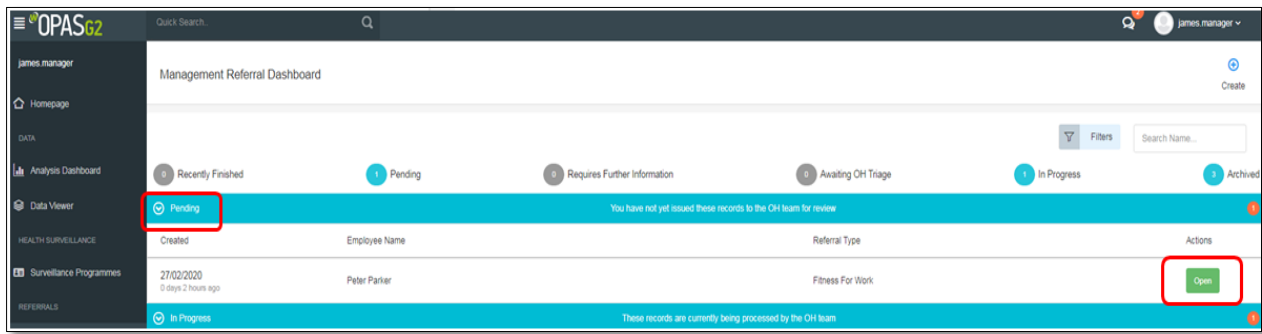 OPASG2
Quick Search..
james.manager
james.manager
Homepage
DATA
Analysis Dashboard
Data Viewer
HEALTH SURVEILLANCE
Surveillance Programmes
REFERRALS
Management Referral Dashboard
Create
Filters
Search Name...
0 Recently Finished
1 Pending
0 Requires Further Information
0 Awaiting OH Triage
1 In Progress
3 Archived
Pending You have not yet issued these records to the OH team for review 1
Created Employee Name Referral Type Actions
27/02/2020 Peter Parker Fitness For Work Open
0 days 2 hours ago
In Progress These records are currently being processed by the OH team 1